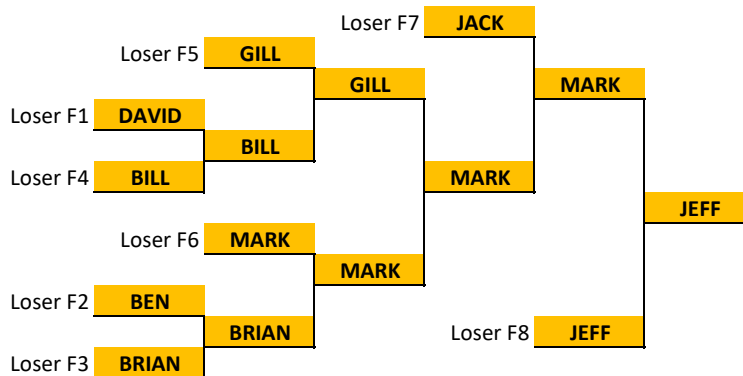 Loser F7 JACK
Loser F5 GILL
GILL MARK
Loser F1 DAVID
BILL
Loser F4 BILL MARK
JEFF
Loser F6 MARK
MARK
Loser F2 BEN
BRIAN Loser F8 JEFF
Loser F3 BRIAN